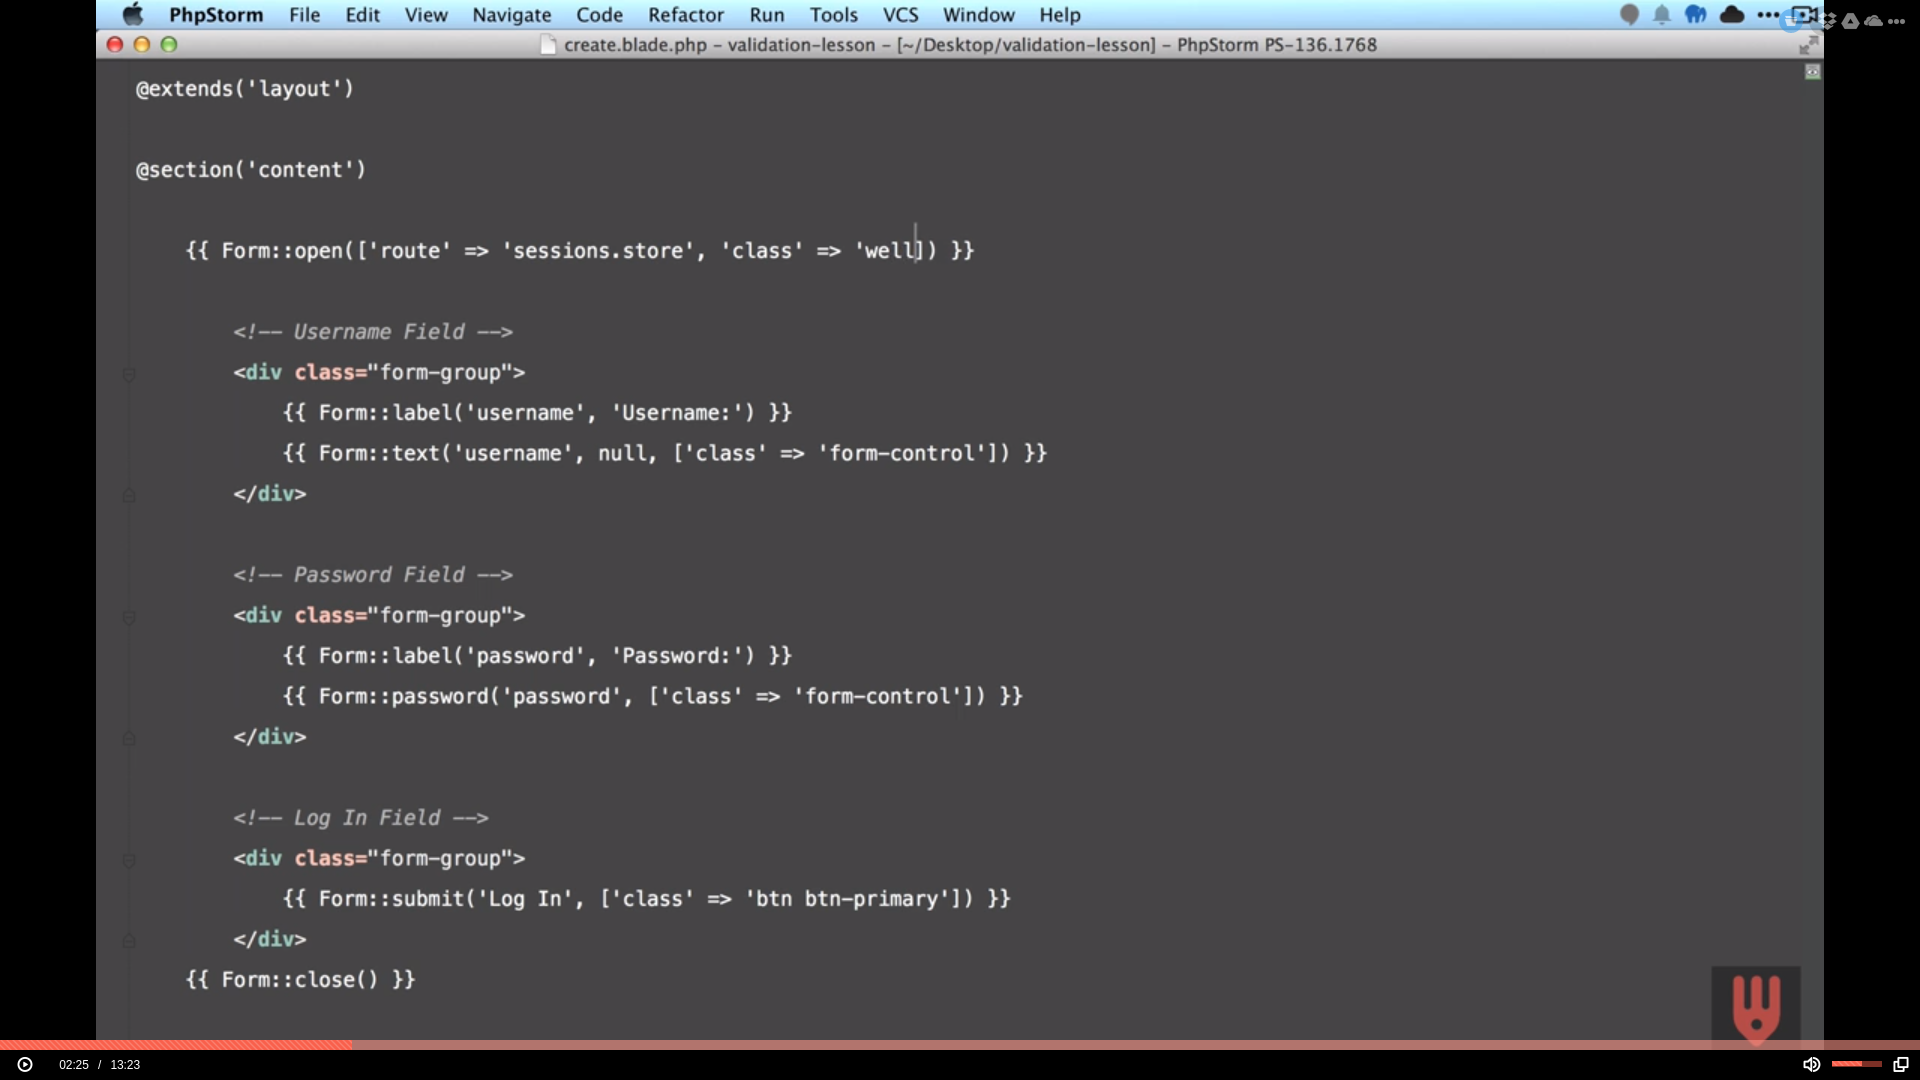 PhpStorm File Edit View Navigate Code Refactor Run Tools VCS Window Help
create.blade.php – validation-lesson – [~/Desktop/validation-lesson] – PhpStorm PS-136.1768
@extends('layout')
@section('content')
{{ Form::open(['route' => 'sessions.store', 'class' => 'well]) }}
<!-- Username Field -->
<div class="form-group">
{{ Form::label('username', 'Username:') }}
{{ Form::text('username', null, ['class' => 'form-control']) }}
</div>
<!-- Password Field -->
<div class="form-group">
{{ Form::label('password', 'Password:') }}
{{ Form::password('password', ['class' => 'form-control']) }}
</div>
<!-- Log In Field -->
<div class="form-group">
{{ Form::submit('Log In', ['class' => 'btn btn-primary']) }}
</div>
{{ Form::close() }}
02:25 / 13:23